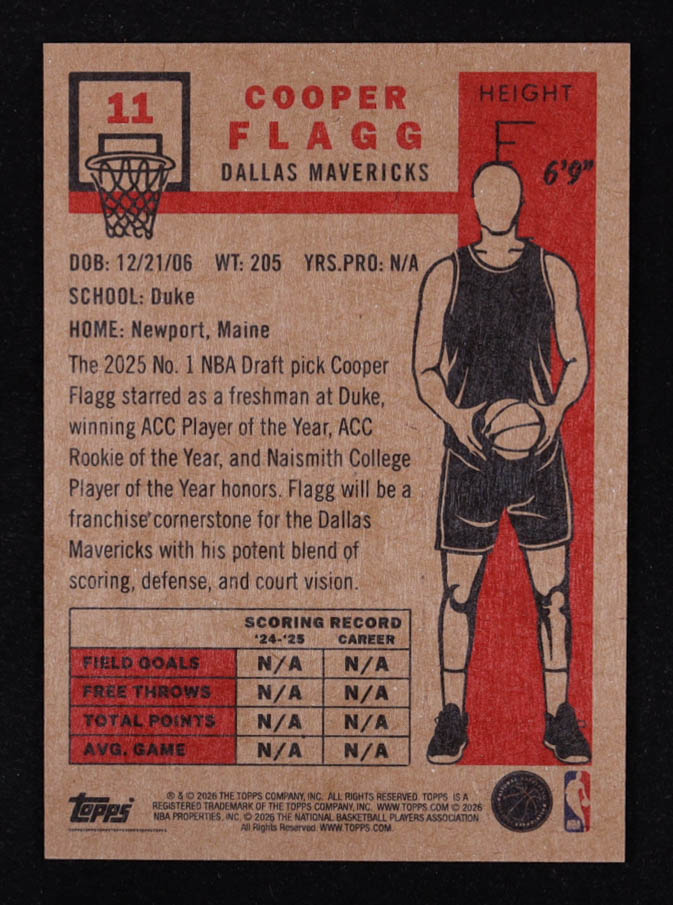 11
COOPER
FLAGG
DALLAS MAVERICKS
HEIGHT
6'9"
DOB: 12/21/06 WT: 205 YRS.PRO: N/A
SCHOOL: Duke
HOME: Newport, Maine
The 2025 No. 1 NBA Draft pick Cooper
Flagg starred as a freshman at Duke,
winning ACC Player of the Year, ACC
Rookie of the Year, and Naismith College
Player of the Year honors. Flagg will be a
franchise cornerstone for the Dallas
Mavericks with his potent blend of
scoring, defense, and court vision.
SCORING RECORD
'24-'25 CAREER
FIELD GOALS N/A N/A
FREE THROWS N/A N/A
TOTAL POINTS N/A N/A
AVG. GAME N/A N/A
Topps
® & © 2026 THE TOPPS COMPANY, INC. ALL RIGHTS RESERVED. TOPPS IS A
REGISTERED TRADEMARK OF THE TOPPS COMPANY, INC. WWW.TOPPS.COM © 2026
NBA PROPERTIES, INC. © 2026 THE NATIONAL BASKETBALL PLAYERS ASSOCIATION
All Rights Reserved. WWW.TOPPS.COM